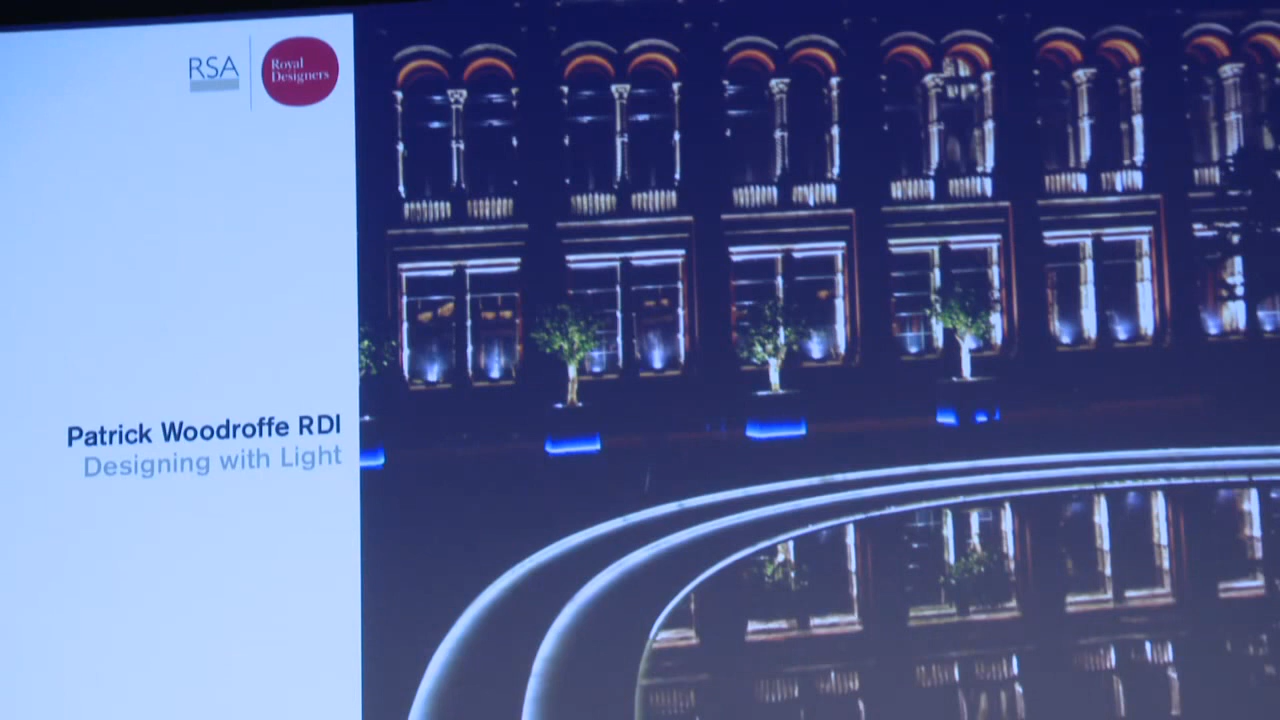 RSA
Royal
Designers
Patrick Woodroffe RDI
Designing with Light